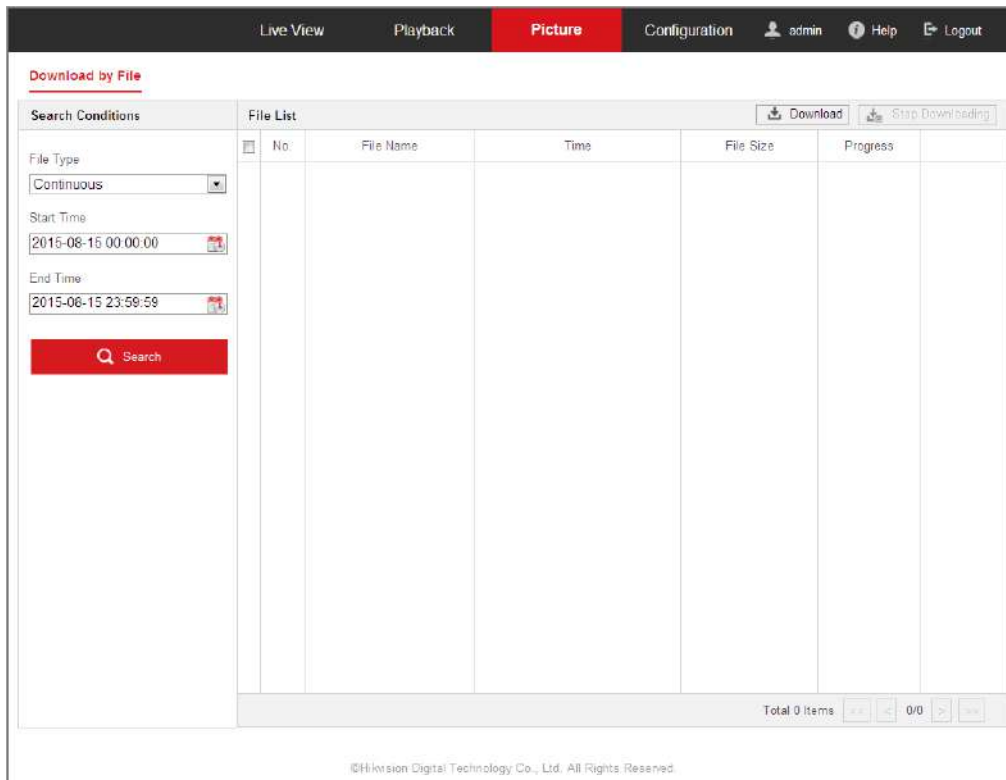 Live View Playback Picture Configuration admin Help Logout
Download by File
Search Conditions
File List
Download
Stop Downloading
No. File Name Time File Size Progress
File Type
Continuous
Start Time
2015-08-15 00:00:00
End Time
2015-08-15 23:59:59
Search
Total 0 Items << < 0/0 > >>
©Hikvision Digital Technology Co., Ltd. All Rights Reserved.